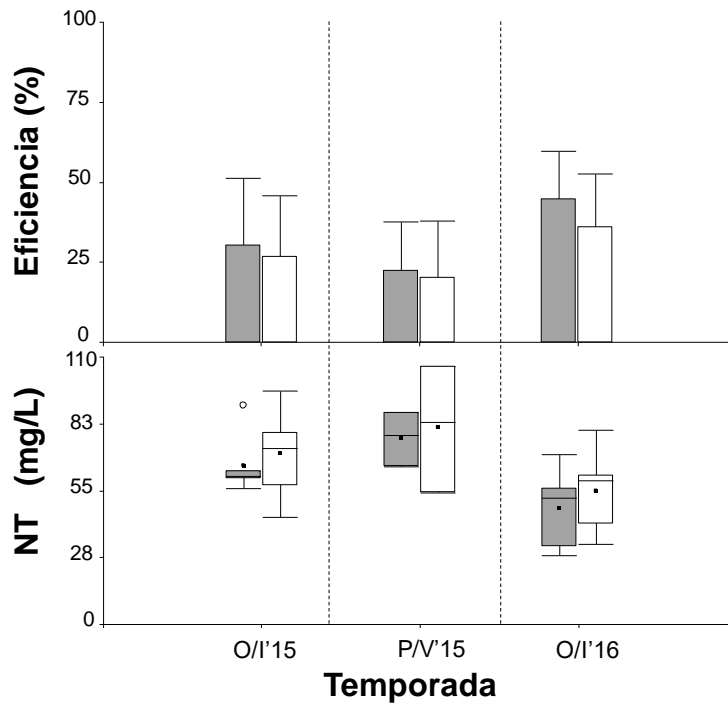 Eficiencia (%)
100
75
50
25
0
NT (mg/L)
110
83
55
28
0
O/I'15
P/V'15
O/I'16
Temporada